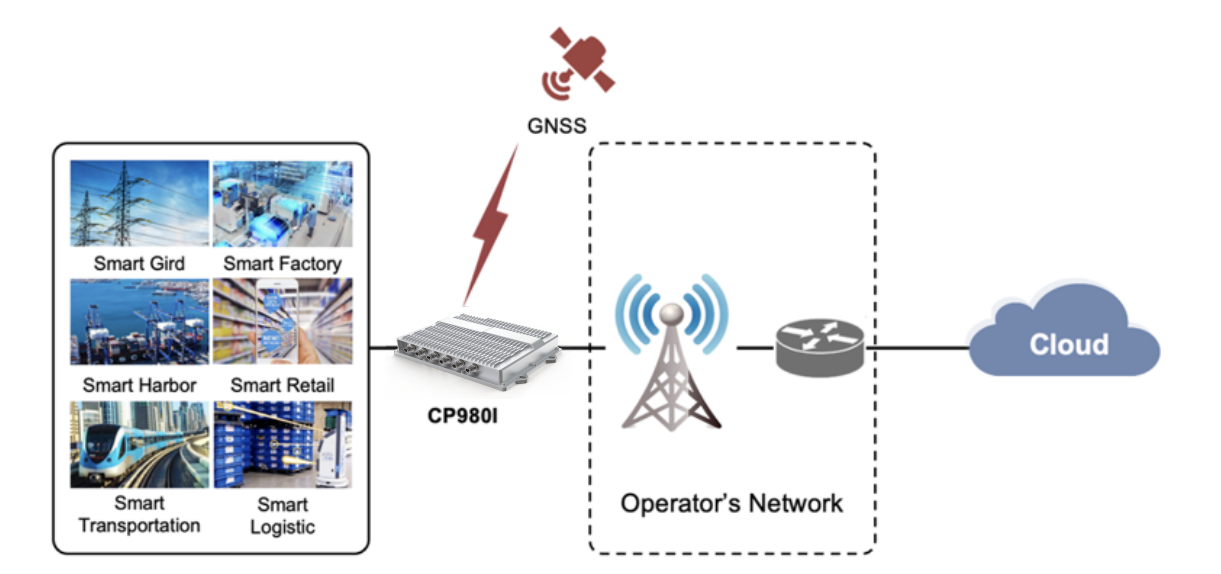 GNSS
Smart Gird
Smart Factory
Smart Harbor
Smart Retail
Smart
Transportation
Smart
Logistic
CP980I
Operator's Network
Cloud